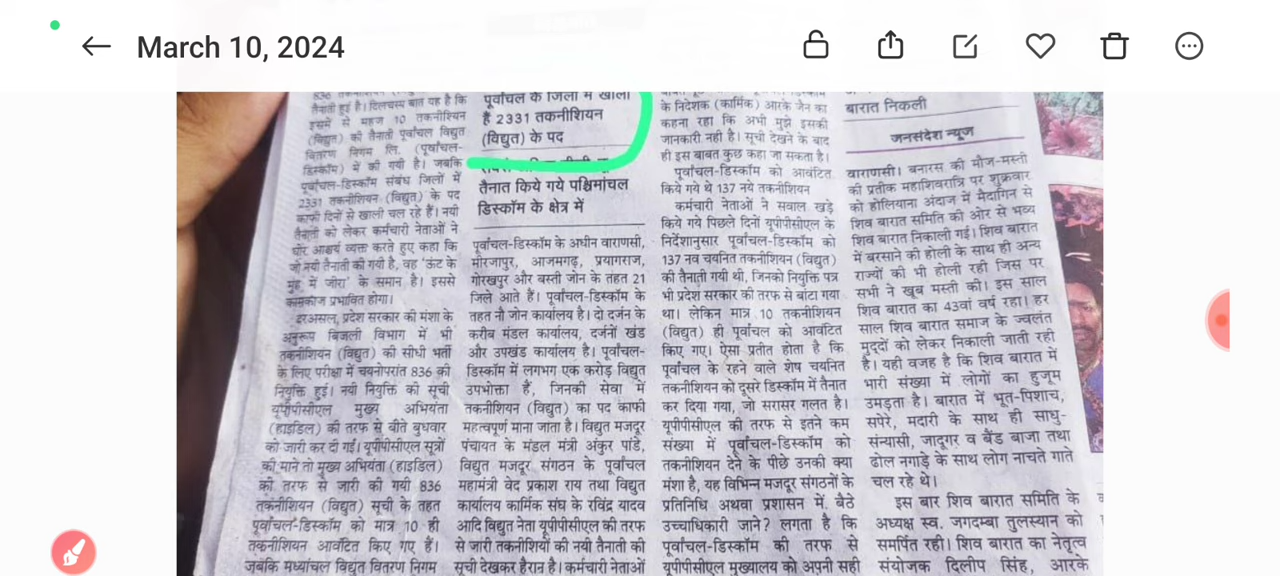 March 10, 2024
तैनाती हुई है। दिलचस्प बात यह है कि
इसमें से महज 10 तकनीशियन
(विद्युत) की तैनाती पूर्वांचल विद्युत
वितरण निगम लि. (पूर्वांचल-
डिस्कॉम) में की गयी है। जबकि
पूर्वांचल-डिस्कॉम संबंध जिलों में
2331 तकनीशियन (विद्युत) के पद
काफी दिनों से खाली चल रहे हैं। नयी
तैनाती को लेकर कर्मचारी नेताओं ने
घोर आश्चर्य व्यक्त करते हुए कहा कि
जो नयी तैनाती की गयी है, वह 'ऊंट के
मुंह में जीरा' के समान है। इससे
कामकाज प्रभावित होगा।
दरअसल, प्रदेश सरकार की मंशा के
अनुरूप बिजली विभाग में भी
तकनीशियन (विद्युत) की सीधी भर्ती
के लिए परीक्षा में चयनोपरांत 836 की
नियुक्ति हुई। नयी नियुक्ति की सूची
यूपीपीसीएल मुख्य अभियंता
(हाइडिल) की तरफ से बीते बुधवार
को जारी कर दी गई। यूपीपीसीएल सूत्रों
की मानें तो मुख्य अभियंता (हाइडिल)
की तरफ से जारी की गयी 836
तकनीशियन (विद्युत) सूची के तहत
पूर्वांचल-डिस्कॉम को मात्र 10 ही
तकनीशियन आवंटित किए गए हैं।
जबकि मध्यांचल विद्युत वितरण निगम
पूर्वांचल के जिलों में खाली
हैं 2331 तकनीशियन
(विद्युत) के पद
तैनात किये गये पश्चिमांचल
डिस्कॉम के क्षेत्र में
पूर्वांचल-डिस्कॉम के अधीन वाराणसी,
मीरजापुर, आजमगढ़, प्रयागराज,
गोरखपुर और बस्ती जोन के तहत 21
जिले आते हैं। पूर्वांचल-डिस्कॉम के
तहत नौ जोन कार्यालय है। दो दर्जन के
करीब मंडल कार्यालय, दर्जनों खंड
और उपखंड कार्यालय है। पूर्वांचल-
डिस्कॉम में लगभग एक करोड़ विद्युत
उपभोक्ता हैं, जिनकी सेवा में
तकनीशियन (विद्युत) का पद काफी
महत्वपूर्ण माना जाता है। विद्युत मजदूर
पंचायत के मंडल मंत्री अंकुर पांडे,
विद्युत मजदूर संगठन के पूर्वांचल
महामंत्री वेद प्रकाश राय तथा विद्युत
कार्यालय कार्मिक संघ के रविंद्र यादव
आदि विद्युत नेता यूपीपीसीएल की तरफ
से जारी तकनीशियों की नयी तैनाती की
सूची देखकर हैरान है। कर्मचारी नेताओं
के निदेशक (कार्मिक) आरके जैन का
कहना रहा कि अभी मुझे इसकी
जानकारी नही है। सूची देखने के बाद
ही इस बाबत कुछ कहा जा सकता है।
पूर्वांचल-डिस्कॉम को आवंटित
किये गये थे 137 नये तकनीशियन
कर्मचारी नेताओं ने सवाल खड़े
किये गये पिछले दिनों यूपीपीसीएल के
निर्देशानुसार पूर्वांचल-डिस्कॉम को
137 नव चयनित तकनीशियन (विद्युत)
की तैनाती गयी थी, जिनको नियुक्ति पत्र
भी प्रदेश सरकार की तरफ से बांटा गया
था। लेकिन मात्र 10 तकनीशियन
(विद्युत) ही पूर्वांचल को आवंटित
किए गए। ऐसा प्रतीत होता है कि
पूर्वांचल के रहने वाले शेष चयनित
तकनीशियन को दूसरे डिस्कॉम में तैनात
कर दिया गया, जो सरासर गलत है।
यूपीपीसीएल की तरफ से इतने कम
संख्या में पूर्वांचल-डिस्कॉम को
तकनीशियन देने के पीछे उनकी क्या
मंशा है, यह विभिन्न मजदूर संगठनों के
प्रतिनिधि अथवा प्रशासन में बैठे
उच्चाधिकारी जाने? लगता है कि
पूर्वांचल-डिस्कॉम की तरफ से
यूपीपीसीएल मुख्यालय को अपनी सही
बारात निकली
जनसंदेश न्यूज
वाराणसी। बनारस की मौज-मस्ती
की प्रतीक महाशिवरात्रि पर शुक्रवार
को होलियाना अंदाज में मैदागिन से
शिव बारात समिति की ओर से भव्य
शिव बारात निकाली गई। शिव बारात
में बरसाने की होली के साथ ही अन्य
राज्यों की भी होली रही जिस पर
सभी ने खूब मस्ती की। इस साल
शिव बारात का 43वां वर्ष रहा। हर
साल शिव बारात समाज के ज्वलंत
मुद्दों को लेकर निकाली जाती रही
है। यही वजह है कि शिव बारात में
भारी संख्या में लोगों का हुजूम
उमड़ता है। बारात में भूत-पिशाच,
सपेरे, मदारी के साथ ही साधु-
संन्यासी, जादूगर व बैंड बाजा तथा
ढोल नगाड़े के साथ लोग नाचते गाते
चल रहे थे।
इस बार शिव बारात समिति के
अध्यक्ष स्व. जगदम्बा तुलस्यान को
समर्पित रही। शिव बारात का नेतृत्व
संयोजक दिलीप सिंह, आरके